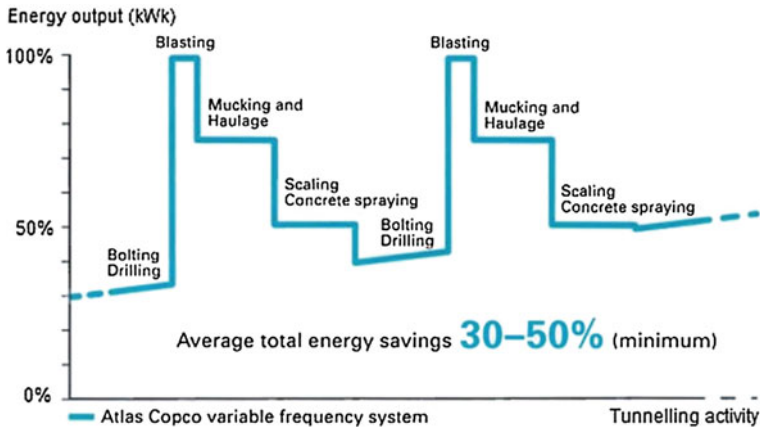 Energy output (kWk)
Blasting
Blasting
100%
Mucking and
Haulage
Mucking and
Haulage
Scaling
Concrete spraying
Scaling
Concrete spraying
50%
Bolting
Drilling
Bolting
Drilling
Average total energy savings 30–50% (minimum)
0%
Atlas Copco variable frequency system
Tunnelling activity